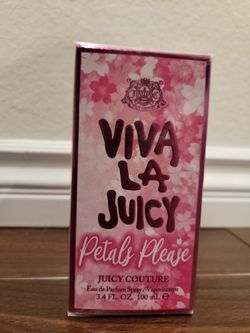 VIVA
LA
JUICY
Petals Please
JUICY COUTURE
Eau de Parfum Spray / Vaporisateur
3.4 FL. OZ. 100 mL ℮